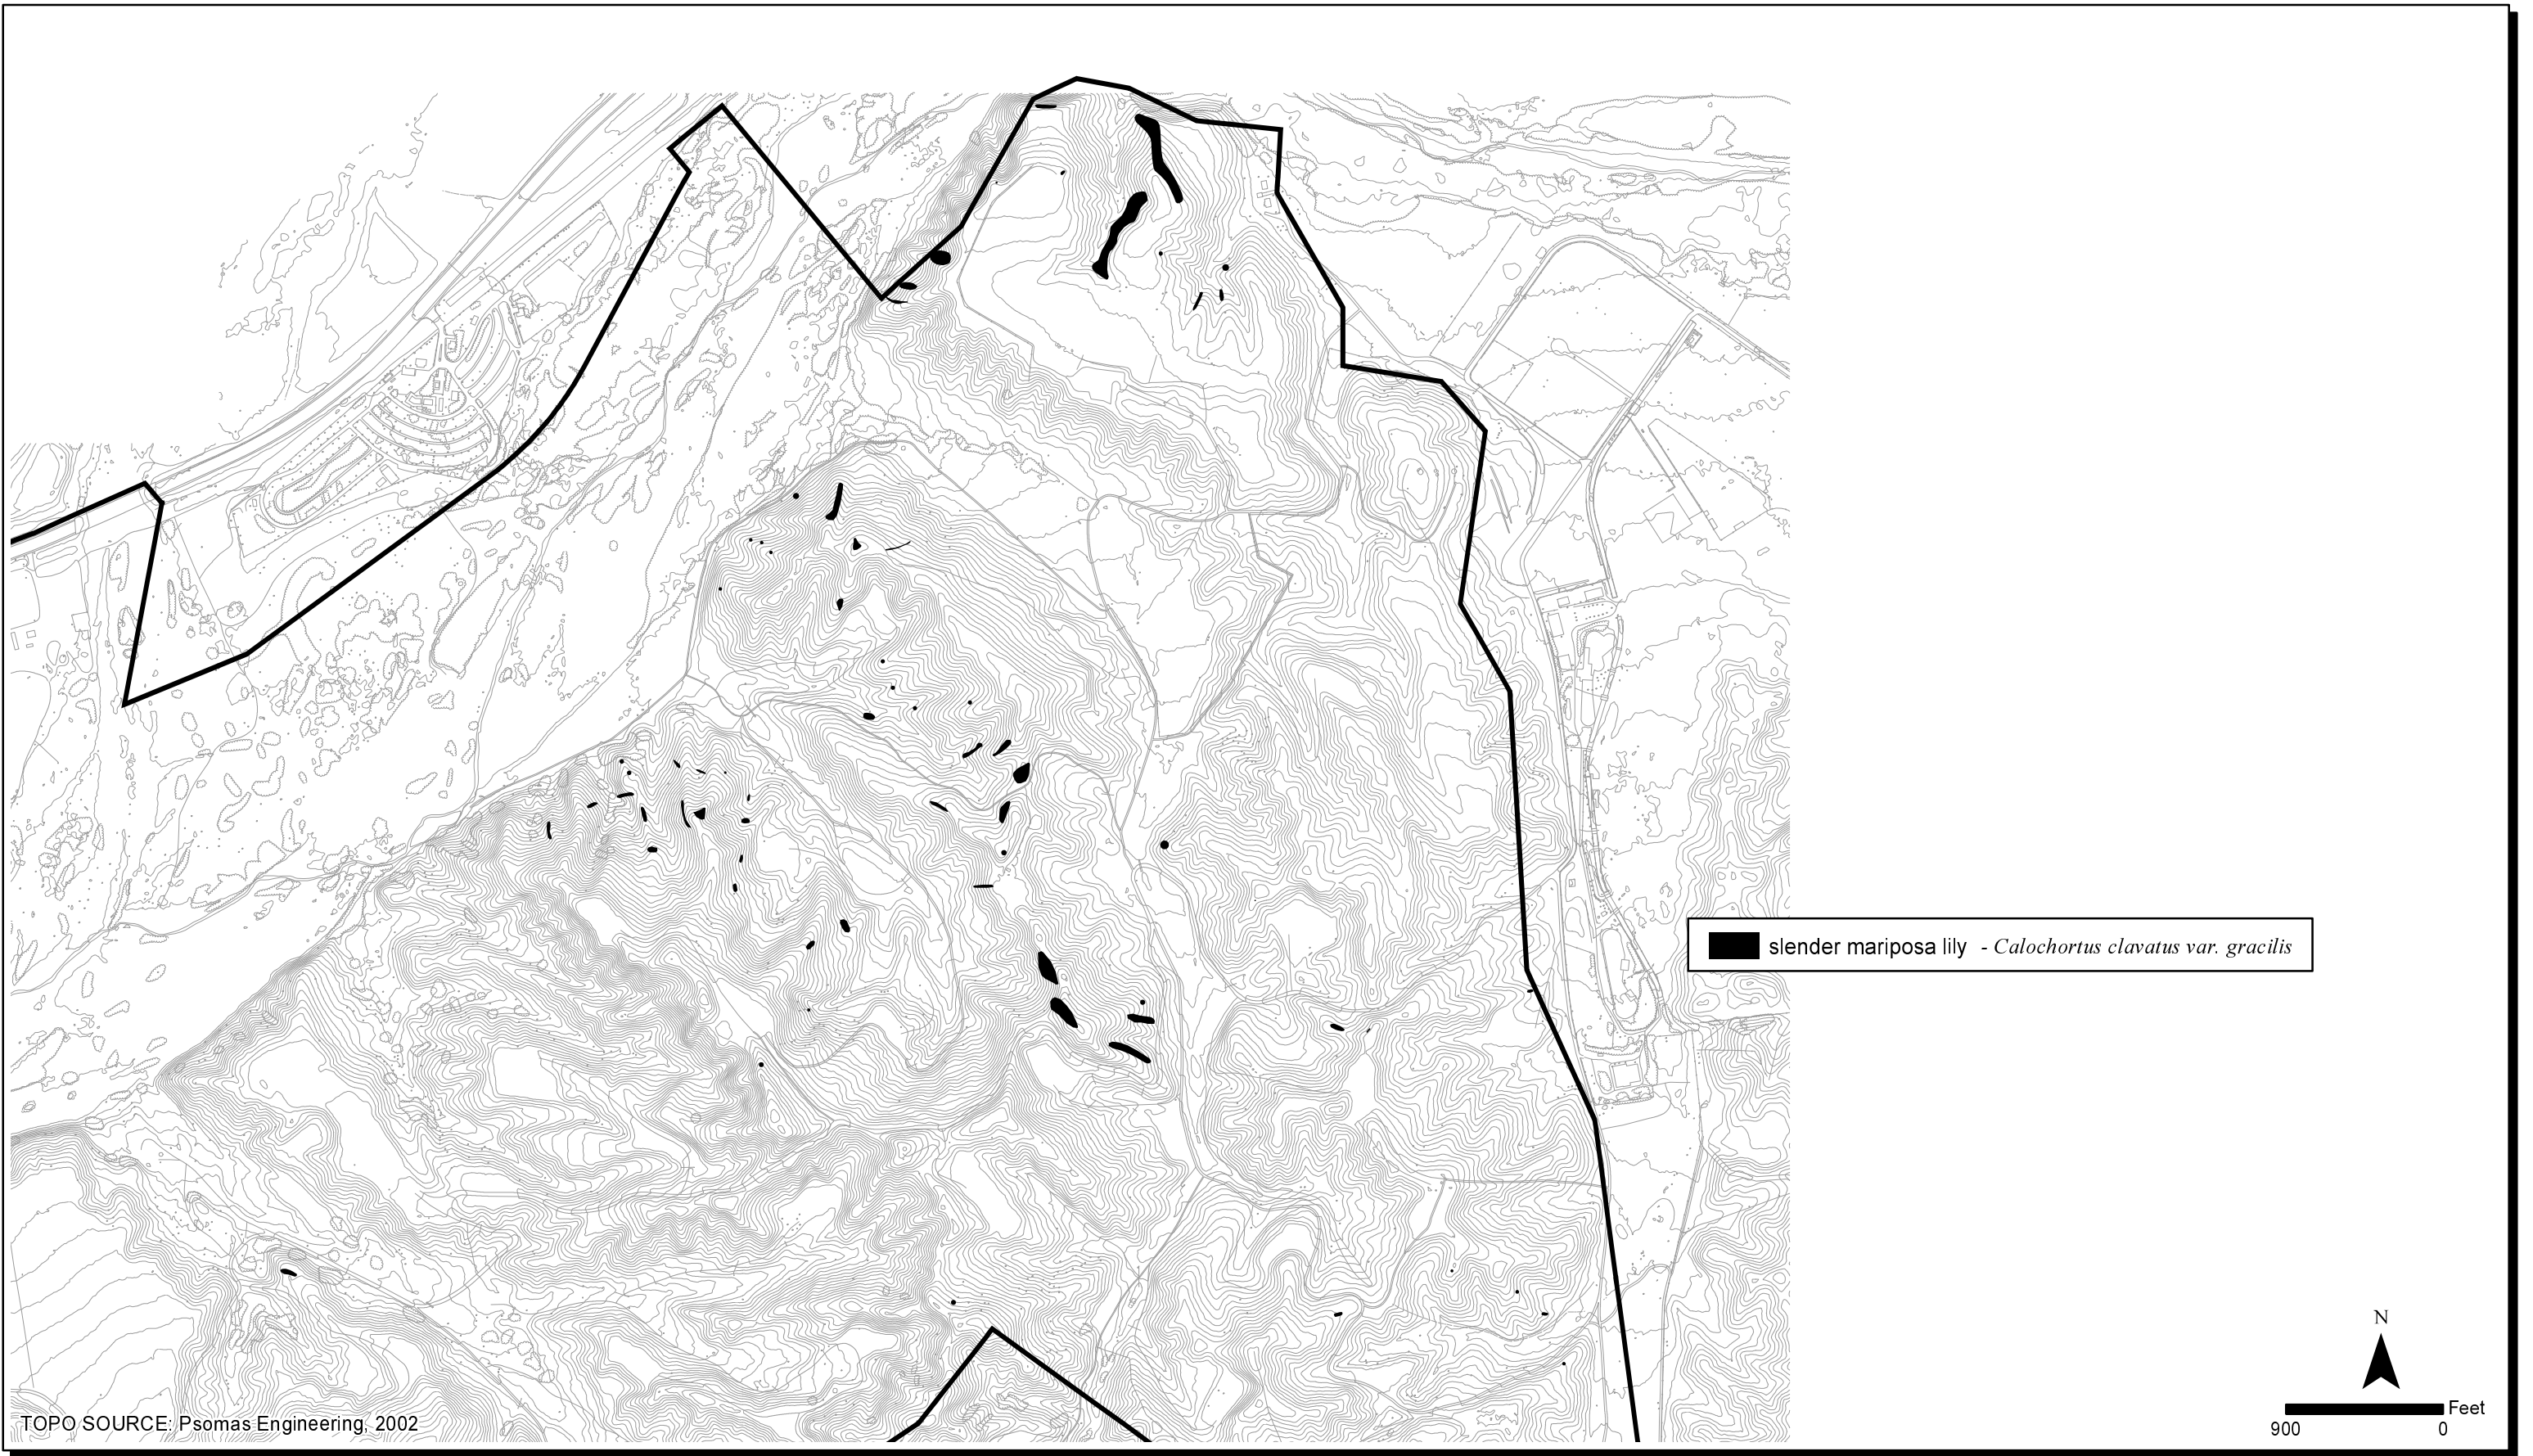 slender mariposa lily - Calochortus clavatus var. gracilis
N
Feet
900 0
TOPO SOURCE: Psomas Engineering, 2002